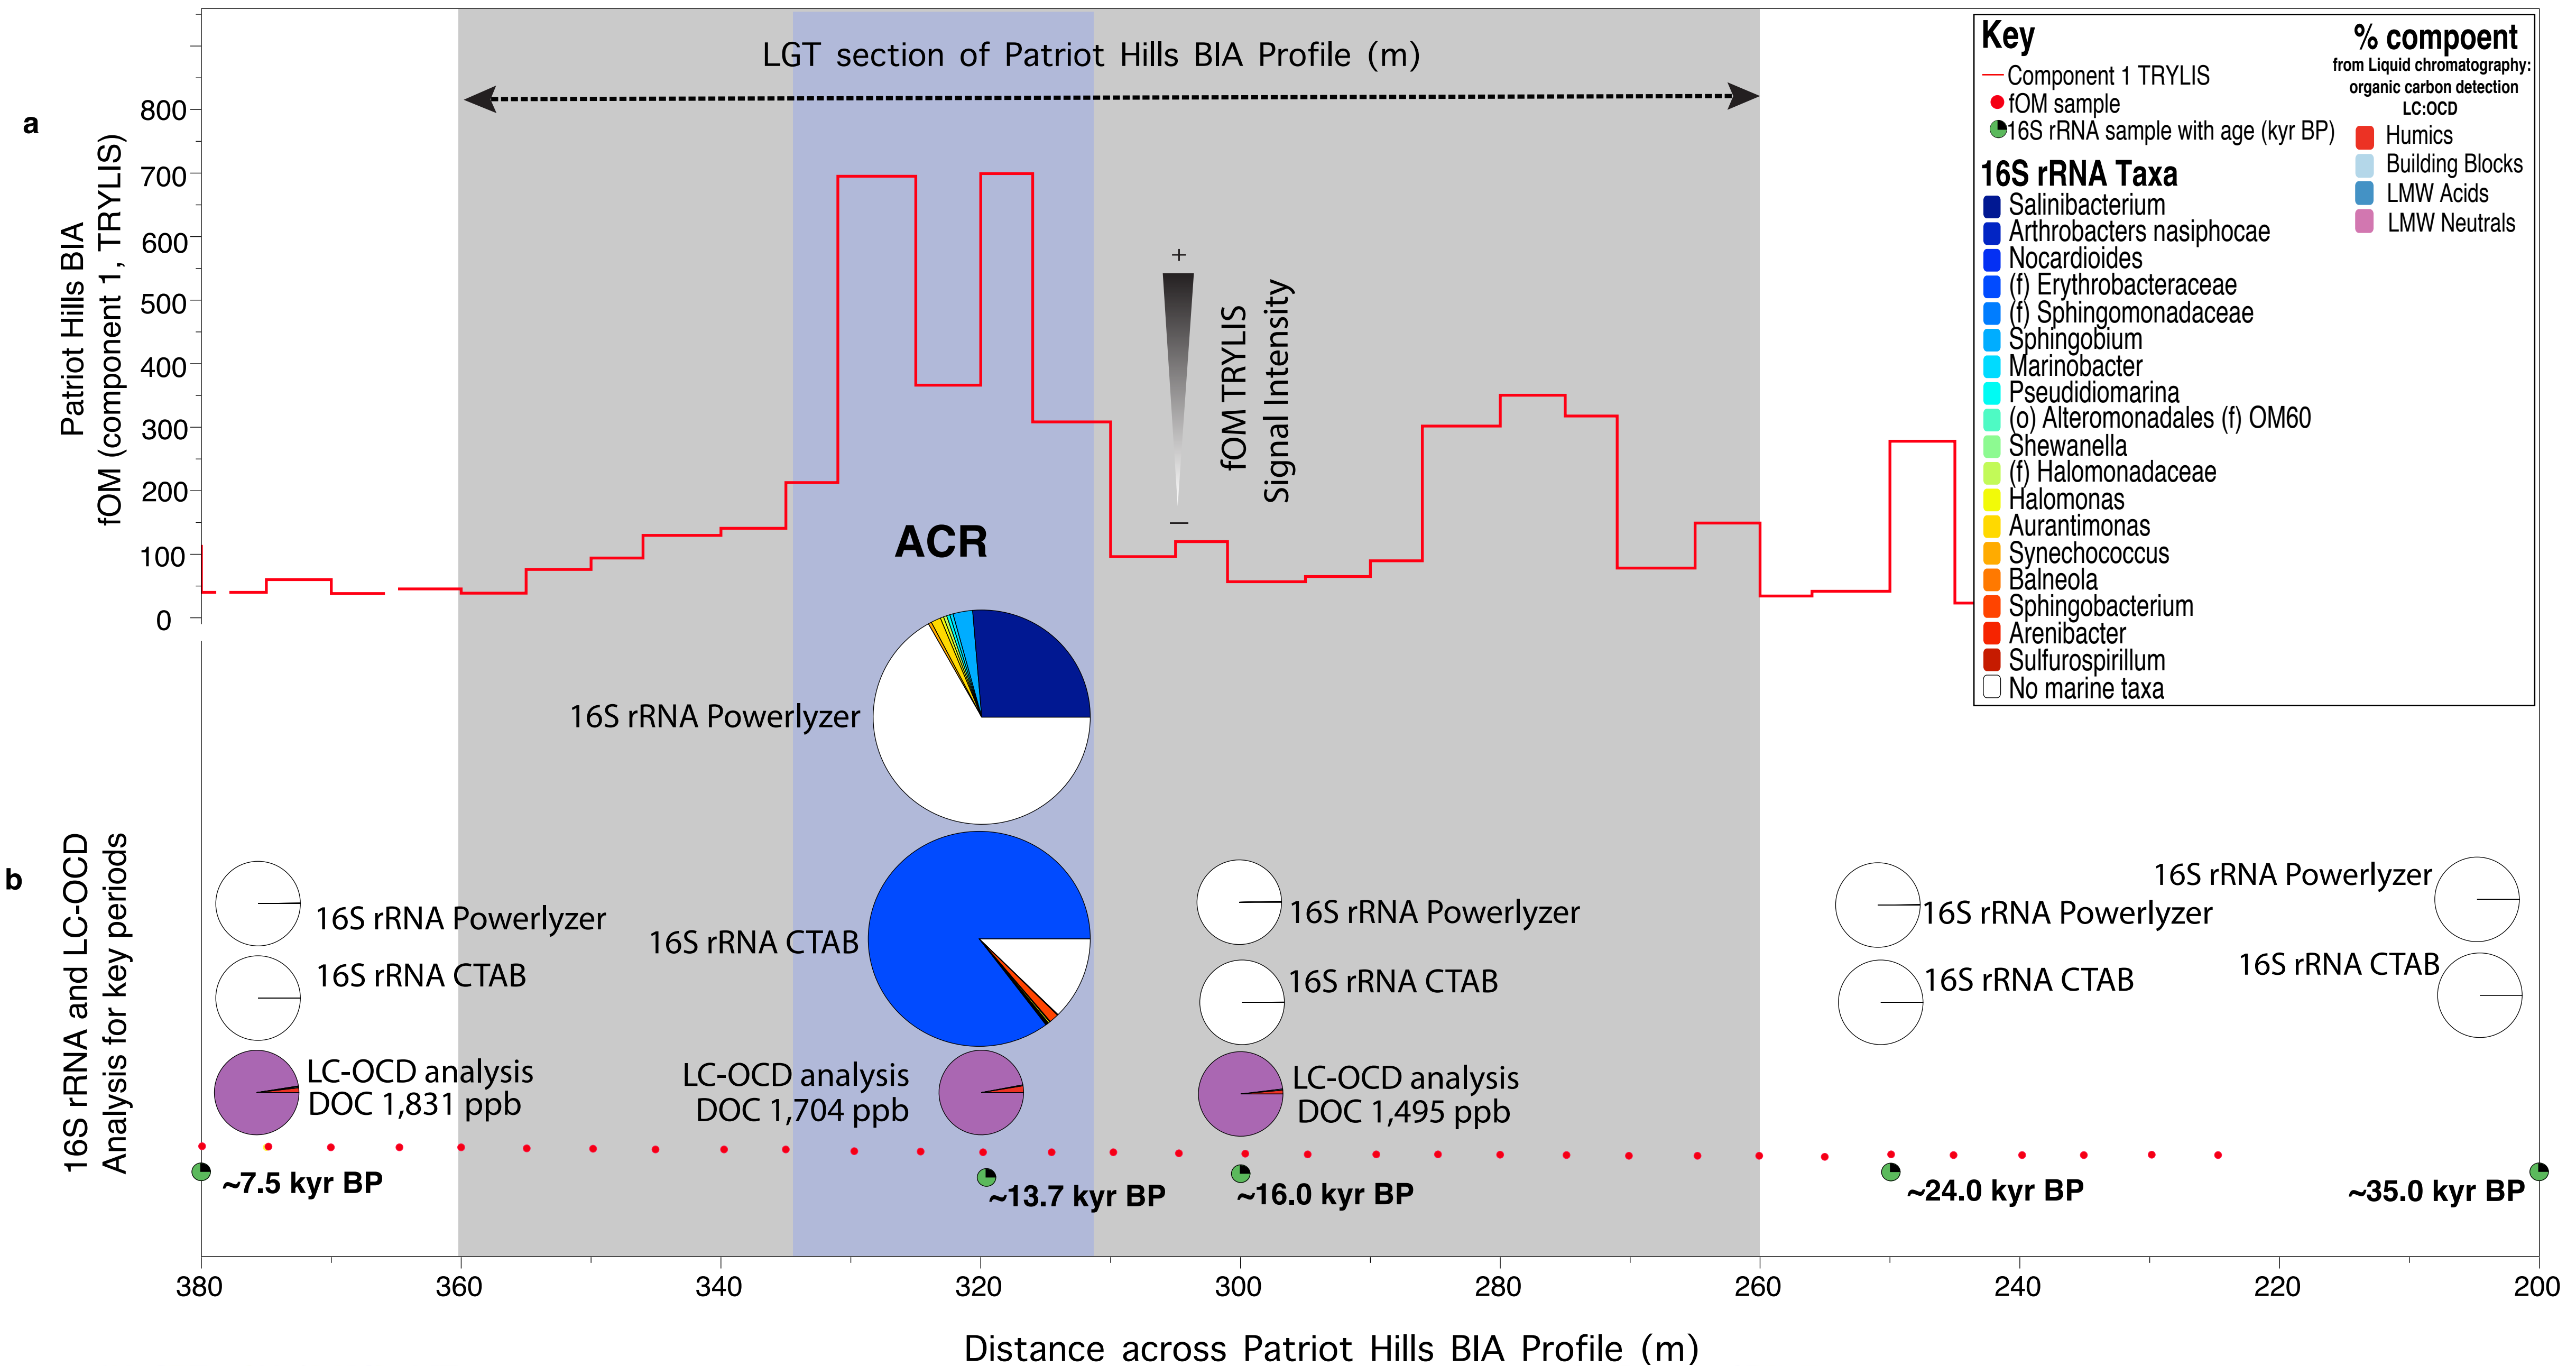 LGT section of Patriot Hills BIA Profile (m)
a
Patriot Hills BIA
fOM (component 1, TRYLIS)
800
700
600
500
400
300
200
100
0
+
fOM TRYLIS
Signal Intensity
–
ACR
Key
Component 1 TRYLIS
fOM sample
16S rRNA sample with age (kyr BP)
16S rRNA Taxa
Salinibacterium
Arthrobacters nasiphocae
Nocardioides
(f) Erythrobacteraceae
(f) Sphingomonadaceae
Sphingobium
Marinobacter
Pseudidiomarina
(o) Alteromonadales (f) OM60
Shewanella
(f) Halomonadaceae
Halomonas
Aurantimonas
Synechococcus
Balneola
Sphingobacterium
Arenibacter
Sulfurospirillum
No marine taxa
% compoent
from Liquid chromatography:
organic carbon detection
LC:OCD
Humics
Building Blocks
LMW Acids
LMW Neutrals
b
16S rRNA and LC-OCD
Analysis for key periods
16S rRNA Powerlyzer
16S rRNA CTAB
LC-OCD analysis
DOC 1,831 ppb
16S rRNA Powerlyzer
16S rRNA CTAB
LC-OCD analysis
DOC 1,704 ppb
16S rRNA Powerlyzer
16S rRNA CTAB
LC-OCD analysis
DOC 1,495 ppb
16S rRNA Powerlyzer
16S rRNA CTAB
16S rRNA Powerlyzer
16S rRNA CTAB
~7.5 kyr BP
~13.7 kyr BP
~16.0 kyr BP
~24.0 kyr BP
~35.0 kyr BP
380
360
340
320
300
280
260
240
220
200
Distance across Patriot Hills BIA Profile (m)